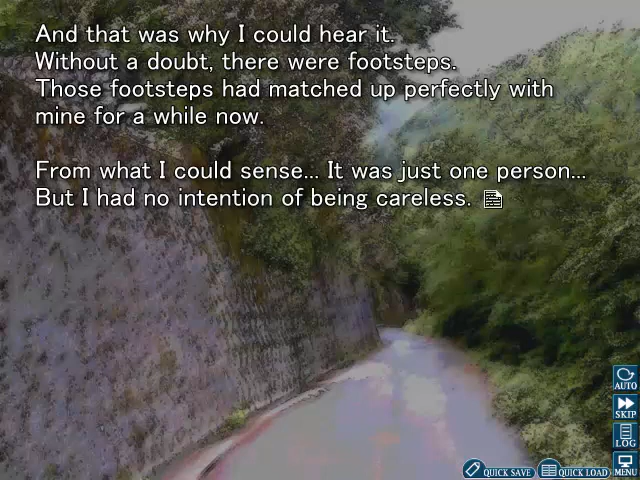 And that was why I could hear it.
Without a doubt, there were footsteps.
Those footsteps had matched up perfectly with
mine for a while now.
From what I could sense... It was just one person...
But I had no intention of being careless.
AUTO
SKIP
LOG
QUICK SAVE
QUICK LOAD
MENU